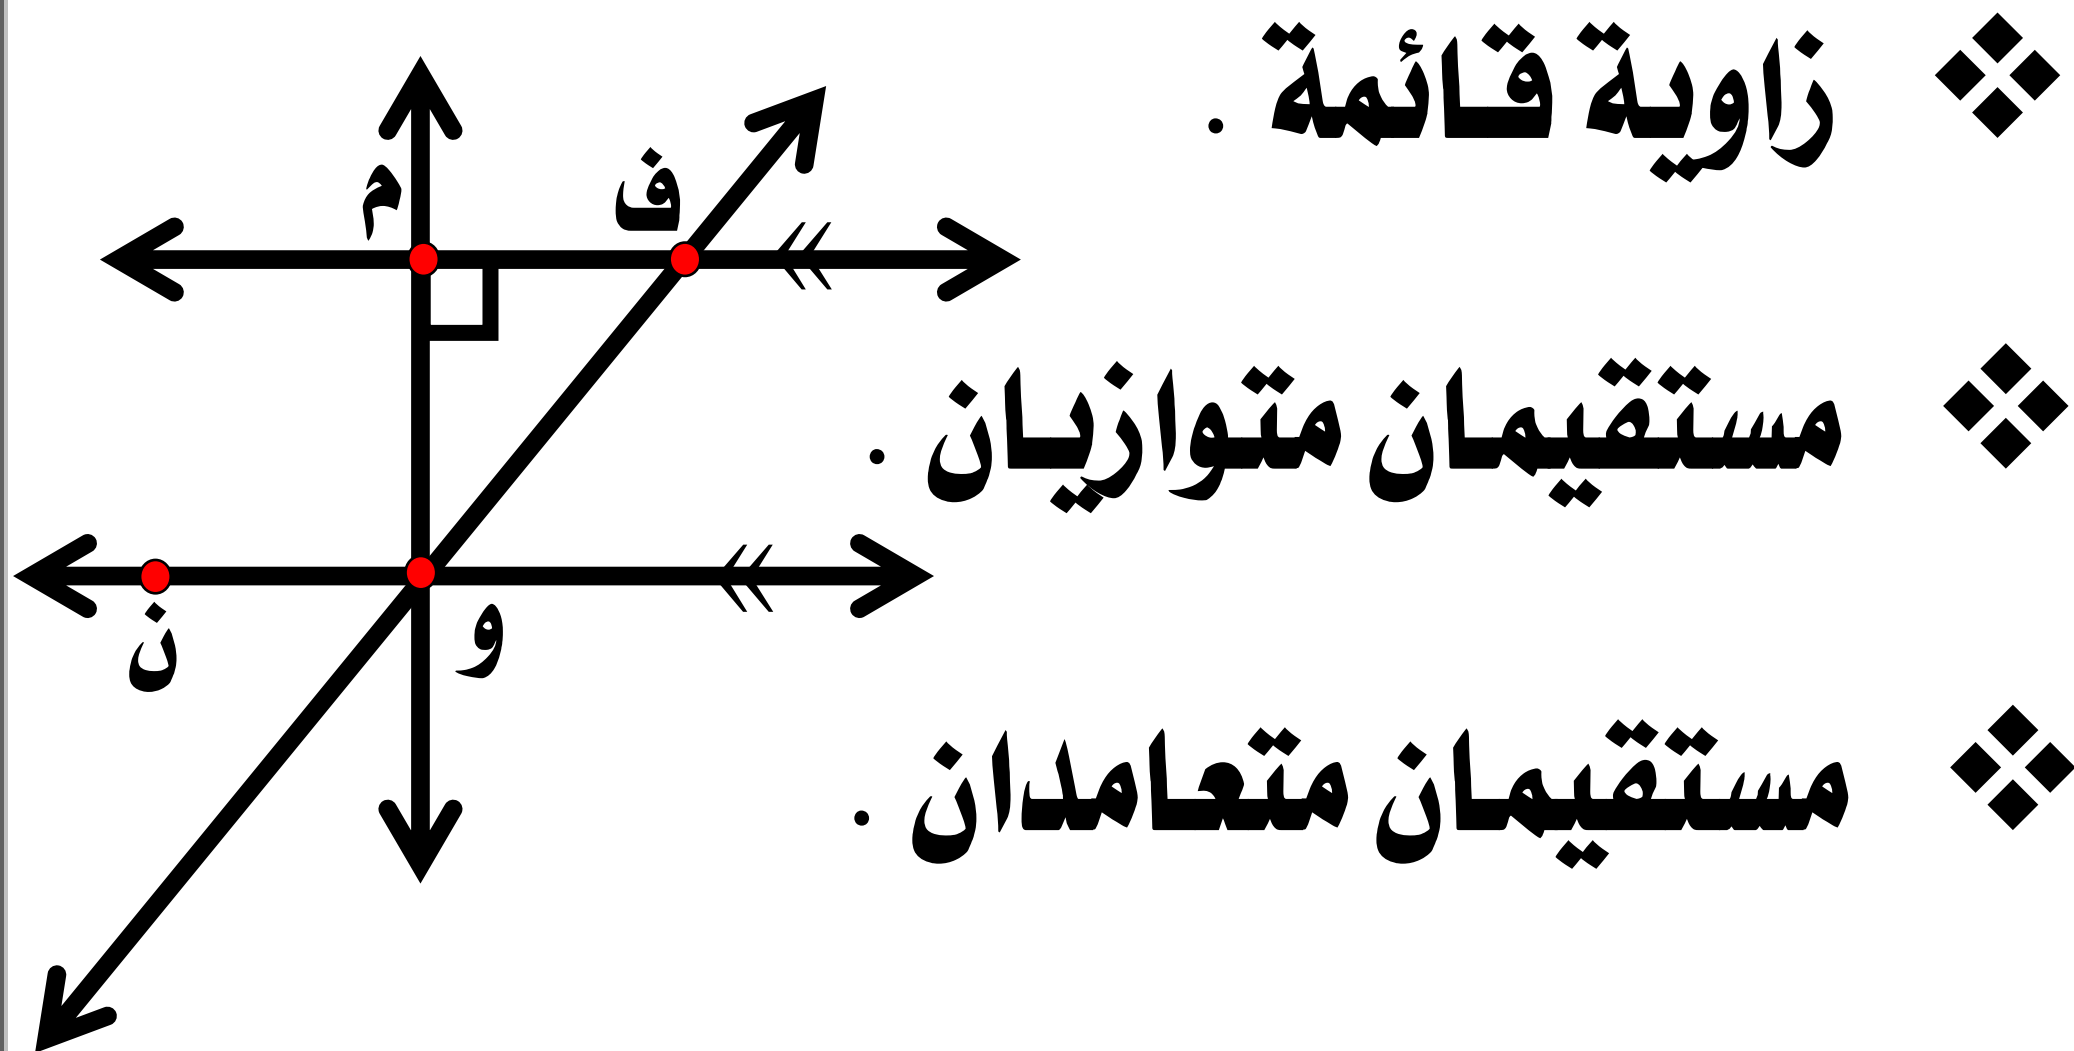 زاوية قائمة .
مستقيمان متوازيان .
مستقيمان متعامدان .
م
ف
ن
و